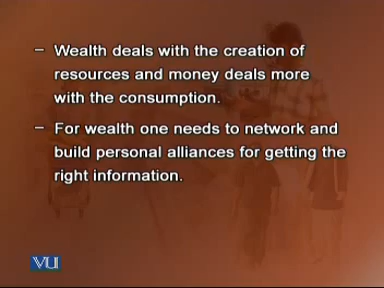 – Wealth deals with the creation of
resources and money deals more
with the consumption.
– For wealth one needs to network and
build personal alliances for getting the
right information.
VU